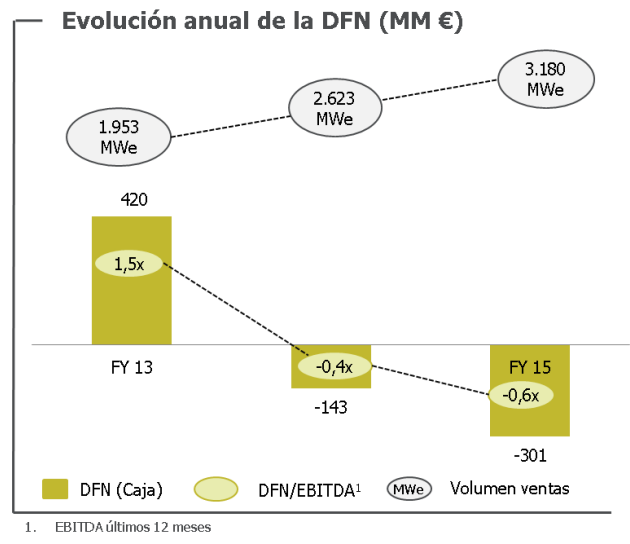 Evolución anual de la DFN (MM €)
3.180
MWe
2.623
MWe
1.953
MWe
420
1,5x
FY 13
-0,4x
FY 15
-0,6x
-143
-301
DFN (Caja)
DFN/EBITDA¹
MWe
Volumen ventas
1. EBITDA últimos 12 meses